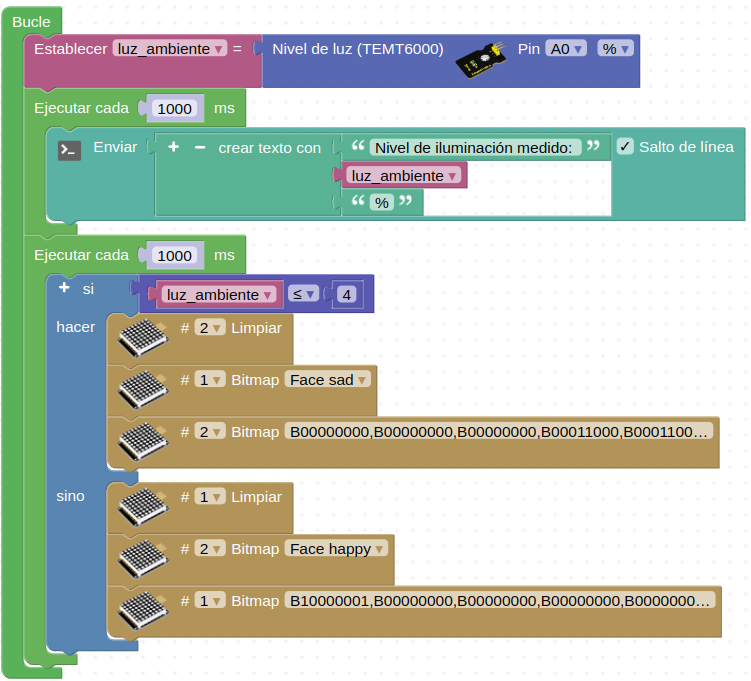 Bucle
Establecer luz_ambiente ▾ = Nivel de luz (TEMT6000) Pin A0 ▾ % ▾
Ejecutar cada 1000 ms
Enviar + − crear texto con “ Nivel de iluminación medido: ” ✓ Salto de línea
luz_ambiente ▾
“ % ”
Ejecutar cada 1000 ms
+ si luz_ambiente ▾ ≤ ▾ 4
hacer # 2 ▾ Limpiar
# 1 ▾ Bitmap Face sad ▾
# 2 ▾ Bitmap B00000000,B00000000,B00000000,B00011000,B0001100…
sino # 1 ▾ Limpiar
# 2 ▾ Bitmap Face happy ▾
# 1 ▾ Bitmap B10000001,B00000000,B00000000,B00000000,B0000000…